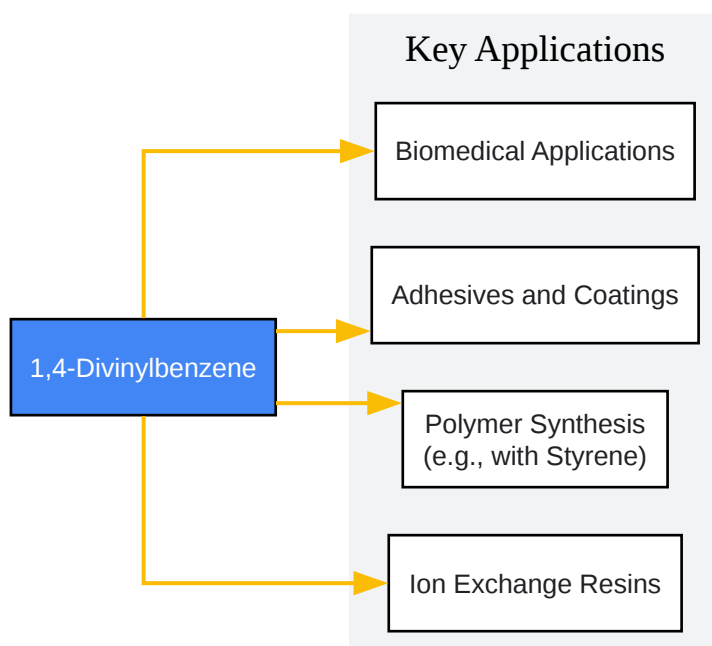 Key Applications
Biomedical Applications
Adhesives and Coatings
1,4-Divinylbenzene
Polymer Synthesis
(e.g., with Styrene)
Ion Exchange Resins